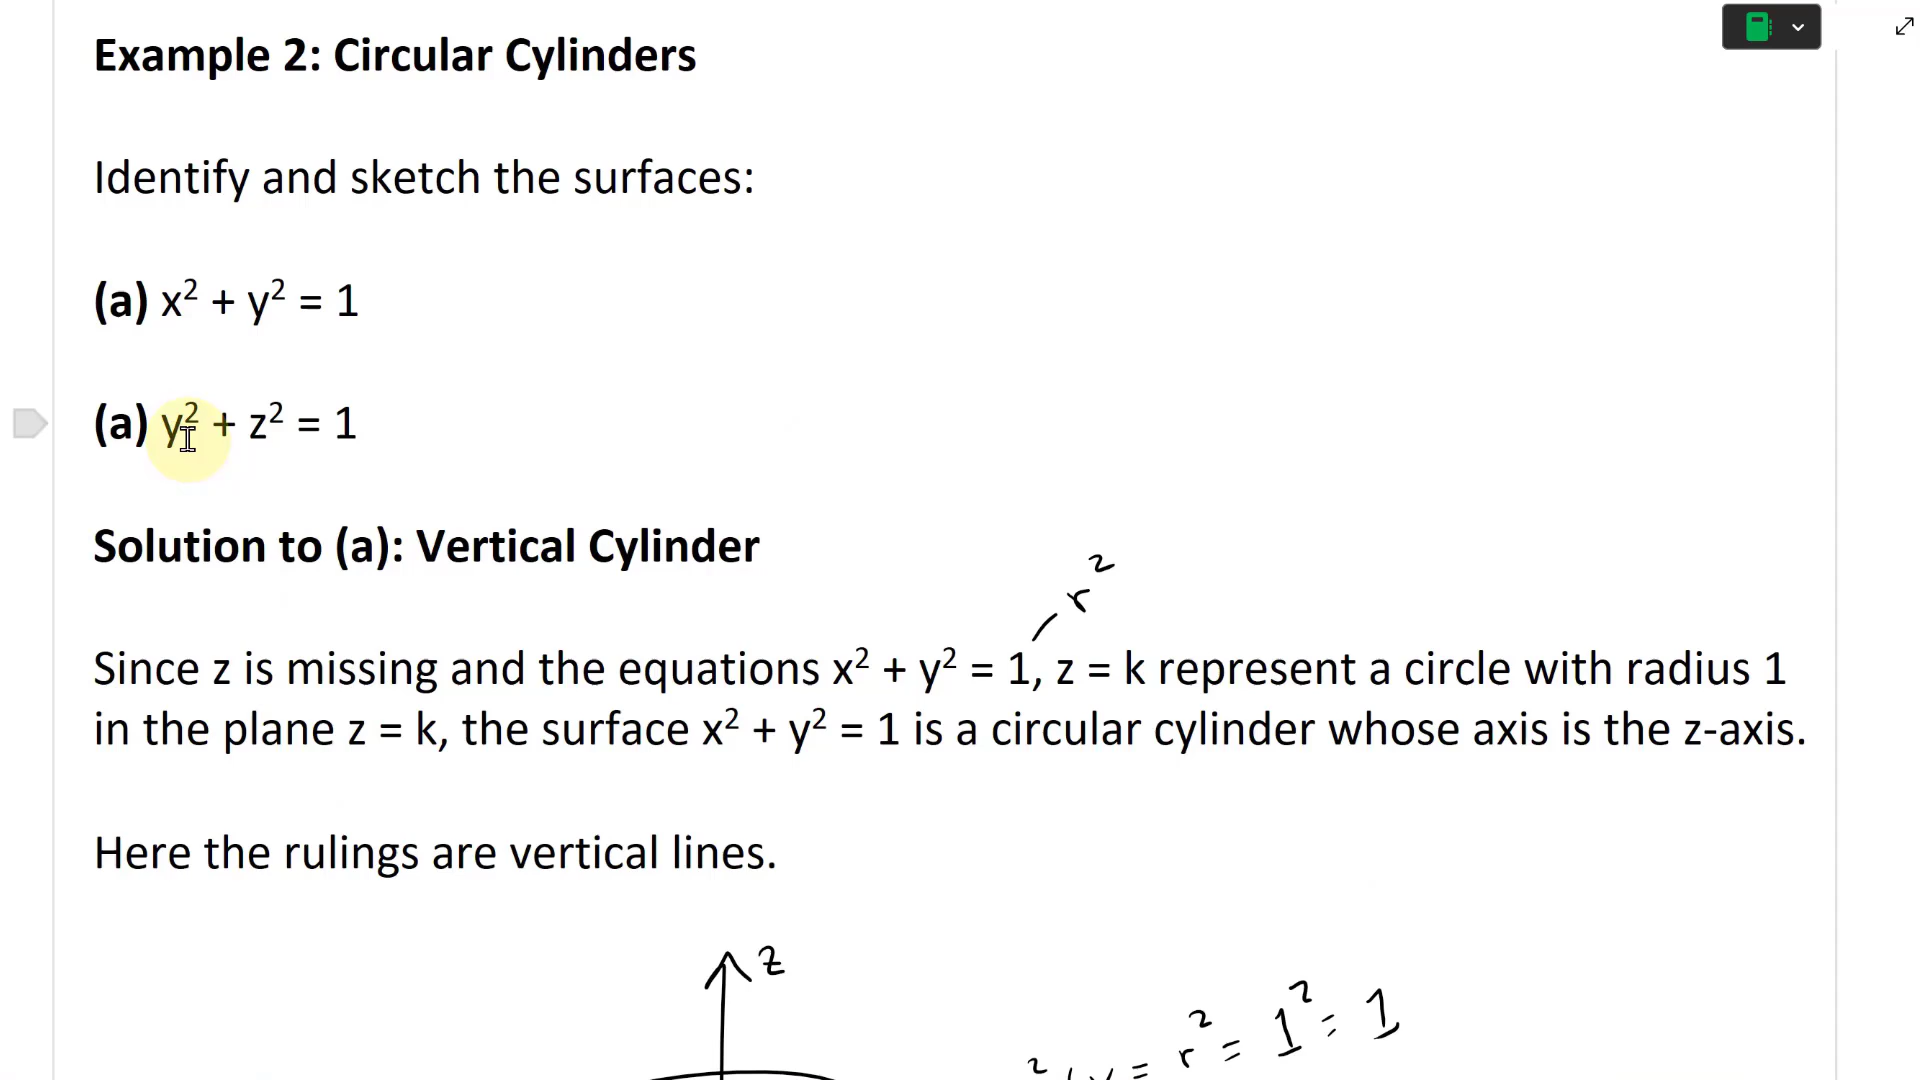 Example 2: Circular Cylinders
Identify and sketch the surfaces:
(a) x² + y² = 1
(a) y² + z² = 1
Solution to (a): Vertical Cylinder
r²
Since z is missing and the equations x² + y² = 1, z = k represent a circle with radius 1
in the plane z = k, the surface x² + y² = 1 is a circular cylinder whose axis is the z-axis.
Here the rulings are vertical lines.
z
= r² = 1² = 1